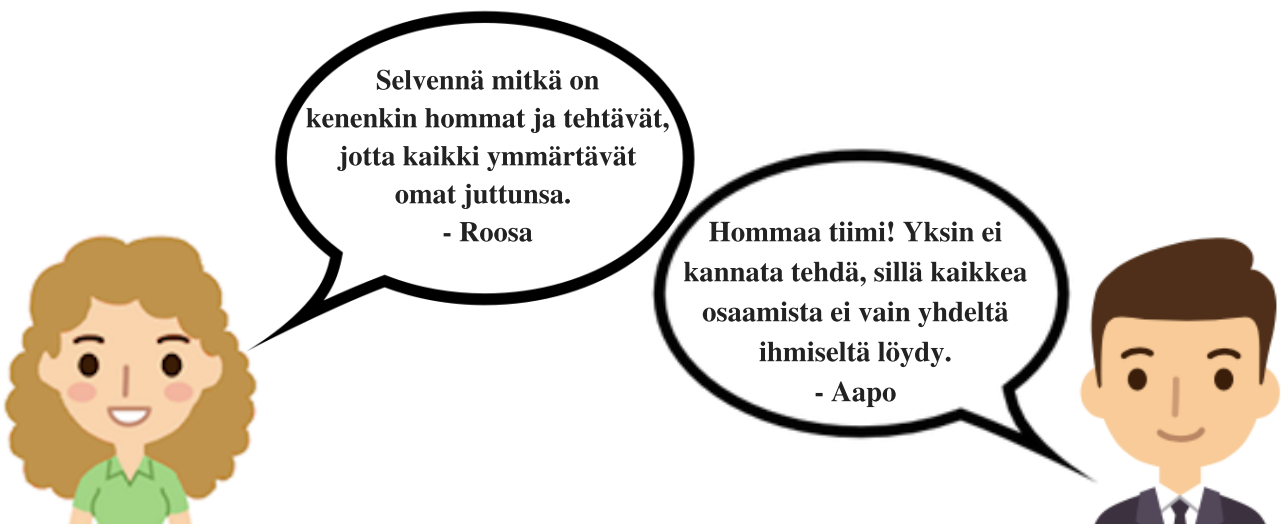 Selvennä mitkä on
kenenkin hommat ja tehtävät,
jotta kaikki ymmärtävät
omat juttunsa.
- Roosa
Hommaa tiimi! Yksin ei
kannata tehdä, sillä kaikkea
osaamista ei vain yhdeltä
ihmiseltä löydy.
- Aapo